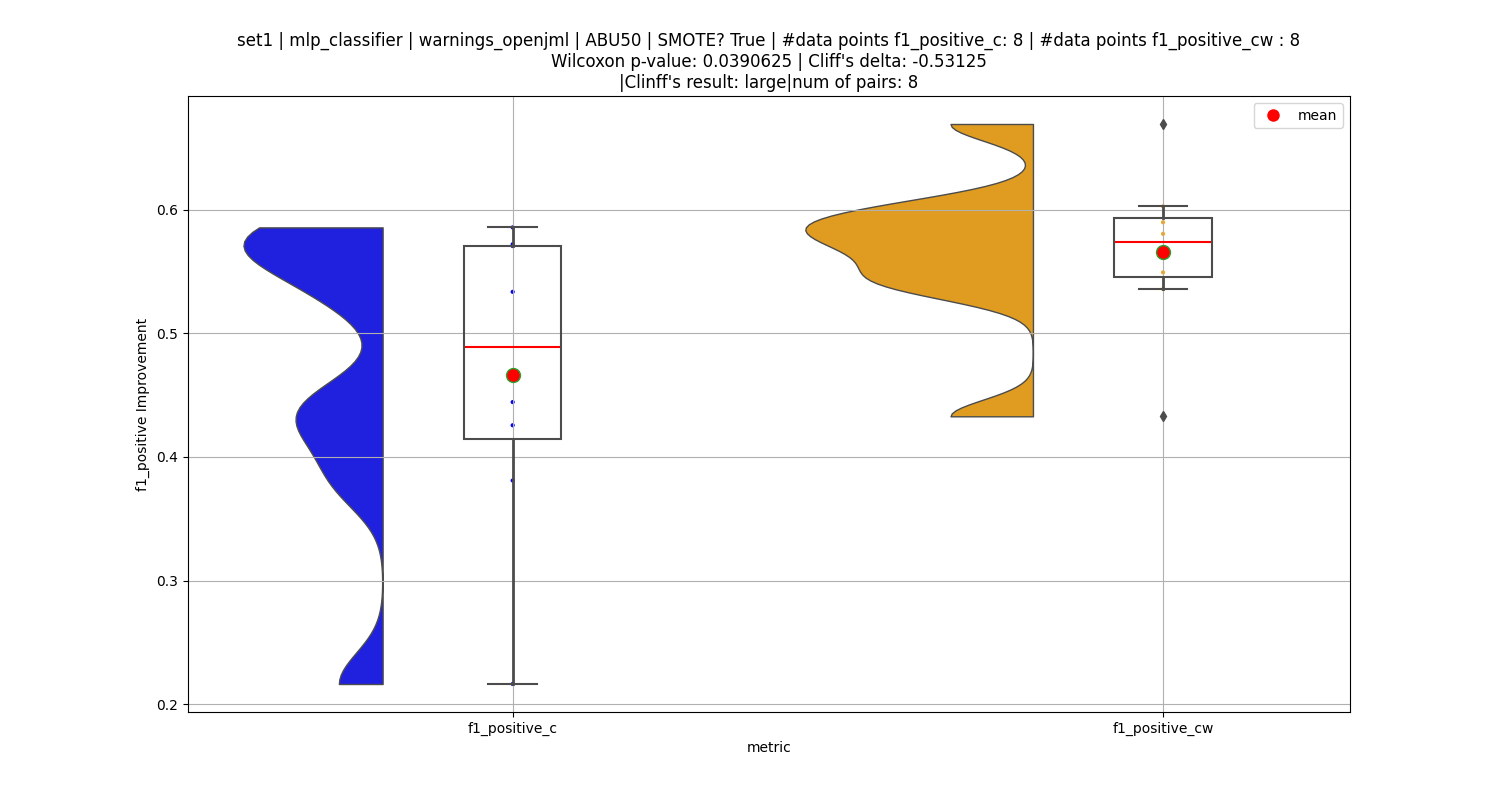 set1 | mlp_classifier | warnings_openjml | ABU50 | SMOTE? True | #data points f1_positive_c: 8 | #data points f1_positive_cw : 8
Wilcoxon p-value: 0.0390625 | Cliff's delta: -0.53125
|Clinff's result: large|num of pairs: 8
mean
f1_positive Improvement
0.6
0.5
0.4
0.3
0.2
f1_positive_c
f1_positive_cw
metric